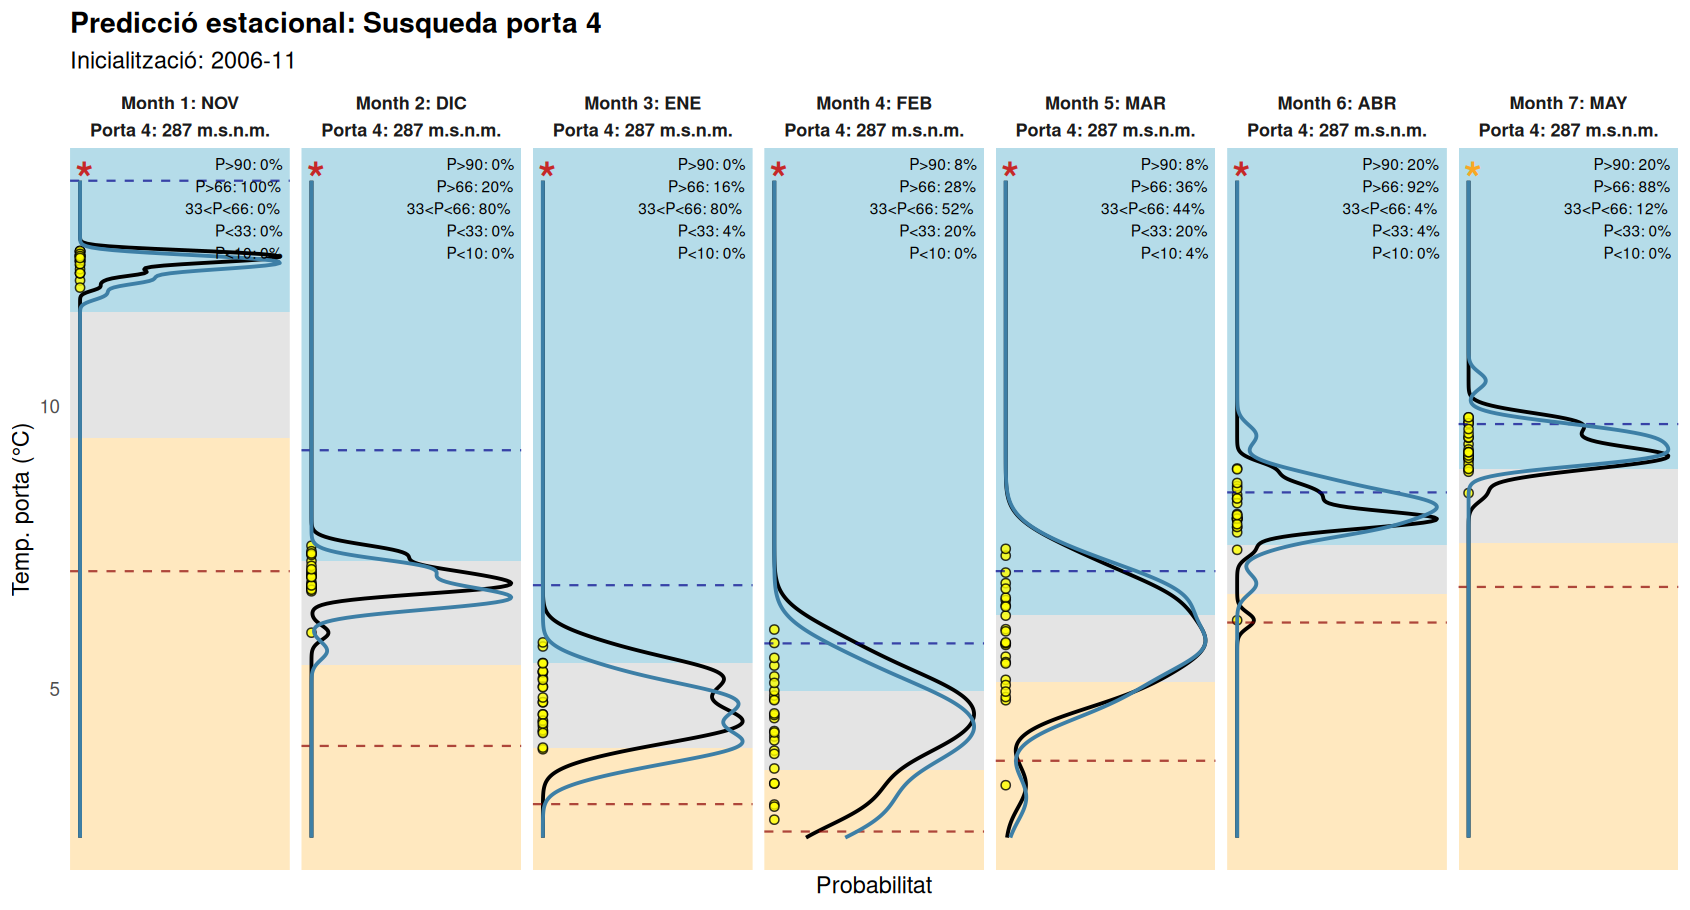 Predicció estacional: Susqueda porta 4
Inicialització: 2006-11
Month 1: NOV
Porta 4: 287 m.s.n.m.
Month 2: DIC
Porta 4: 287 m.s.n.m.
Month 3: ENE
Porta 4: 287 m.s.n.m.
Month 4: FEB
Porta 4: 287 m.s.n.m.
Month 5: MAR
Porta 4: 287 m.s.n.m.
Month 6: ABR
Porta 4: 287 m.s.n.m.
Month 7: MAY
Porta 4: 287 m.s.n.m.
*
P>90: 0%
P>66: 100%
33<P<66: 0%
P<33: 0%
P<10: 0%
*
P>90: 0%
P>66: 20%
33<P<66: 80%
P<33: 0%
P<10: 0%
*
P>90: 0%
P>66: 16%
33<P<66: 80%
P<33: 4%
P<10: 0%
*
P>90: 8%
P>66: 28%
33<P<66: 52%
P<33: 20%
P<10: 0%
*
P>90: 8%
P>66: 36%
33<P<66: 44%
P<33: 20%
P<10: 4%
*
P>90: 20%
P>66: 92%
33<P<66: 4%
P<33: 4%
P<10: 0%
*
P>90: 20%
P>66: 88%
33<P<66: 12%
P<33: 0%
P<10: 0%
10
5
Temp. porta (°C)
Probabilitat